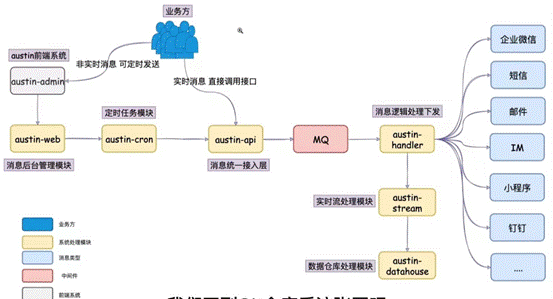 业务方
austin前端系统
非实时消息 可定时发送
austin-admin
实时消息 直接调用接口
企业微信
短信
定时任务模块
消息逻辑处理下发
邮件
austin-web
austin-cron
austin-api
MQ
austin-handler
IM
消息后台管理模块
消息统一接入层
小程序
实时流处理模块
austin-stream
钉钉
业务方
系统处理模块
数据仓库处理模块
austin-datahouse
....
消息类型
中间件
前端系统